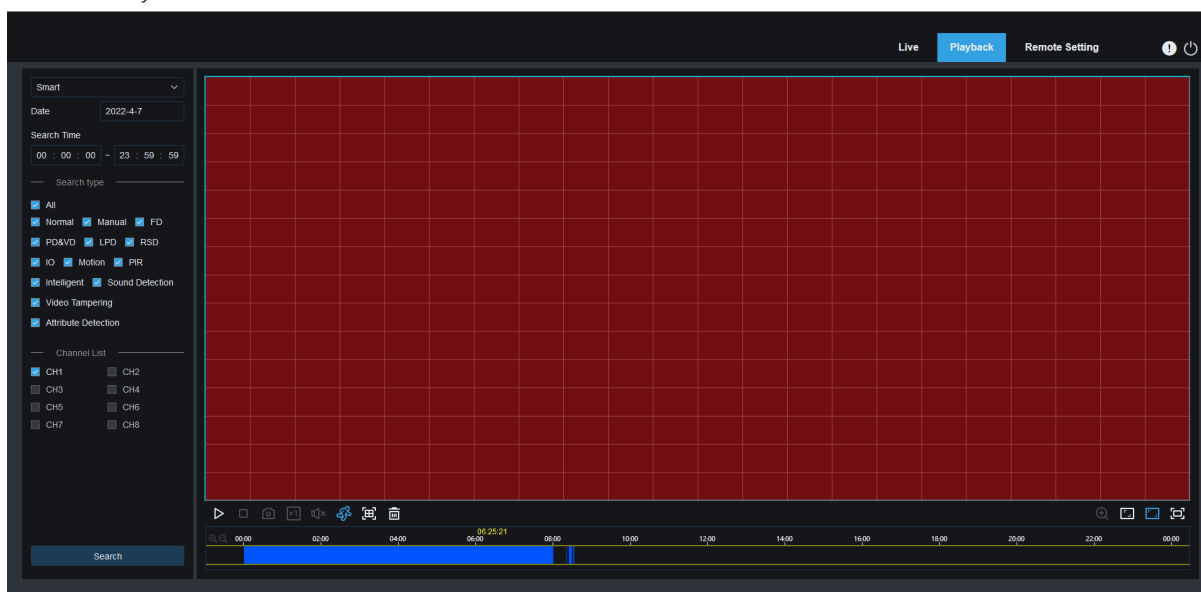 Live Playback Remote Setting
Smart
Date 2022-4-7
Search Time
00 : 00 : 00 ~ 23 : 59 : 59
Search type
All
Normal Manual FD
PD&VD LPD RSD
IO Motion PIR
Intelligent Sound Detection
Video Tampering
Attribute Detection
Channel List
CH1 CH2
CH3 CH4
CH5 CH6
CH7 CH8
Search
×1
06:25:21
00:00 02:00 04:00 06:00 08:00 10:00 12:00 14:00 16:00 18:00 20:00 22:00 00:00